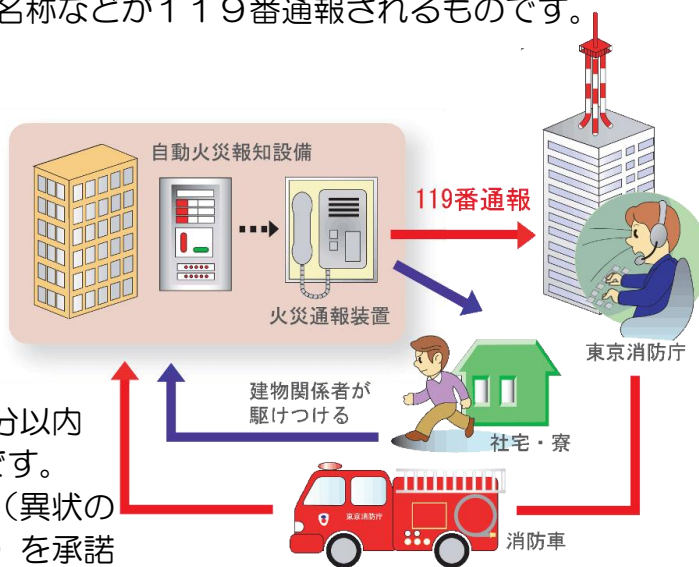 名称などが119番通報されるものです。
自動火災報知設備
119番通報
火災通報装置
東京消防庁
建物関係者が
駆けつける
社宅・寮
分以内
です。
（異状の
を承諾
東京消防庁
消防車